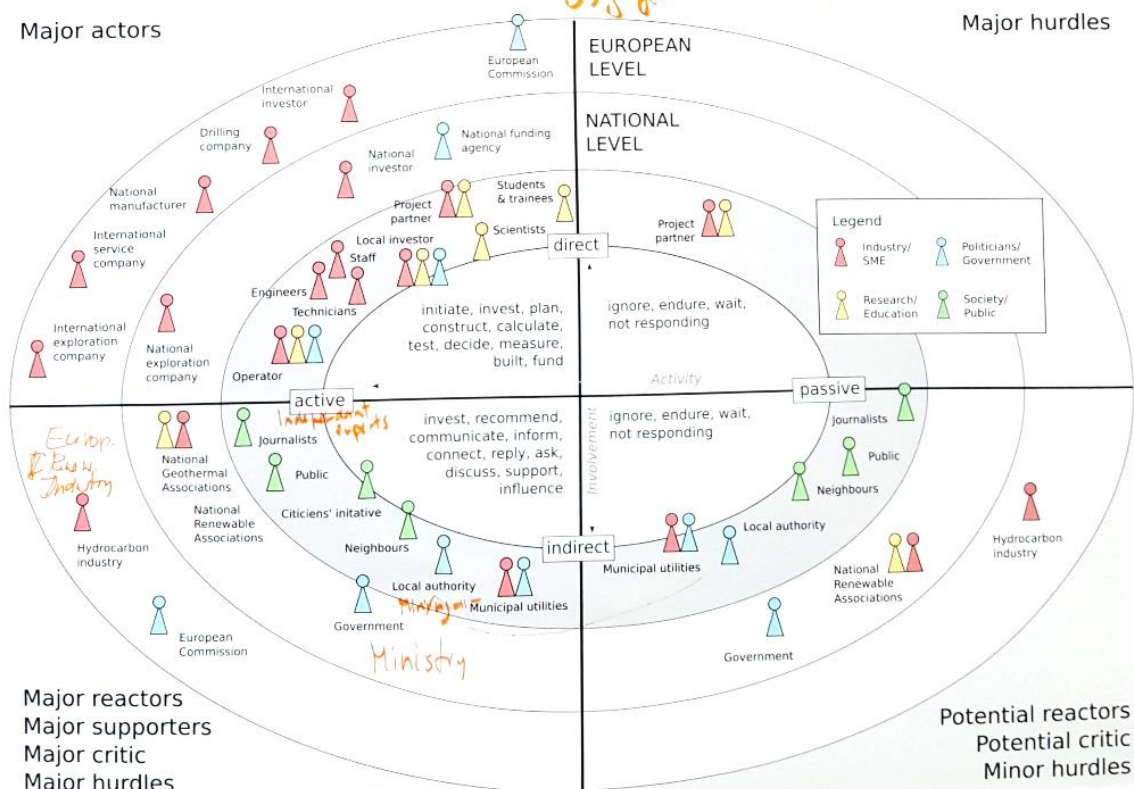 Major actors
Major hurdles
EUROPEAN
LEVEL
NATIONAL
LEVEL
European
Commission
International
investor
Drilling
company
National
investor
National funding
agency
National
manufacturer
Project
partner
Students
& trainees
Scientists
International
service
company
Local investor
Staff
Engineers
Technicians
direct
Project
partner
Legend
Industry/
SME
Politicians/
Government
Research/
Education
Society/
Public
International
exploration
company
National
exploration
company
Operator
initiate, invest, plan,
construct, calculate,
test, decide, measure,
built, fund
ignore, endure, wait,
not responding
Activity
active
passive
Involvement
invest, recommend,
communicate, inform,
connect, reply, ask,
discuss, support,
influence
ignore, endure, wait,
not responding
Independent
experts
Europ.
Industry
National
Geothermal
Associations
Journalists
Public
National
Renewable
Associations
Citiciens' initative
Neighbours
Hydrocarbon
industry
Local authority
Municipal utilities
Government
Ministry
European
Commission
indirect
Journalists
Public
Neighbours
Local authority
Municipal utilities
National
Renewable
Associations
Hydrocarbon
industry
Government
Major reactors
Major supporters
Major critic
Major hurdles
Potential reactors
Potential critic
Minor hurdles